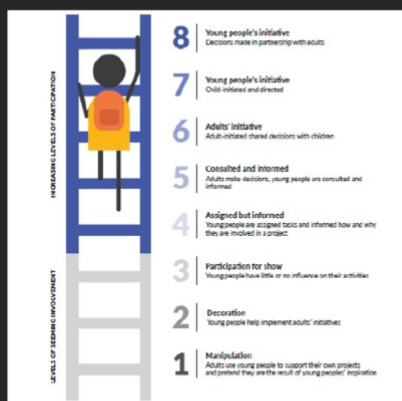 INCREASING LEVELS OF PARTICIPATION
8
Young people's initiative
Decisions made in partnership with adults
7
Young people's initiative
Child-initiated and directed
6
Adults' initiative
Adult-initiated shared decisions with children
5
Consulted and informed
Adults make decisions, young people are consulted and
informed
4
Assigned but informed
Young people are assigned tasks and informed how and why
they are involved in a project
LEVELS OF SEEMING INVOLVEMENT
3
Participation for show
Young people have little or no influence on their activities
2
Decoration
Young people help implement adults' initiatives
1
Manipulation
Adults use young people to support their own projects
and pretend they are the result of young peoples' inspiration